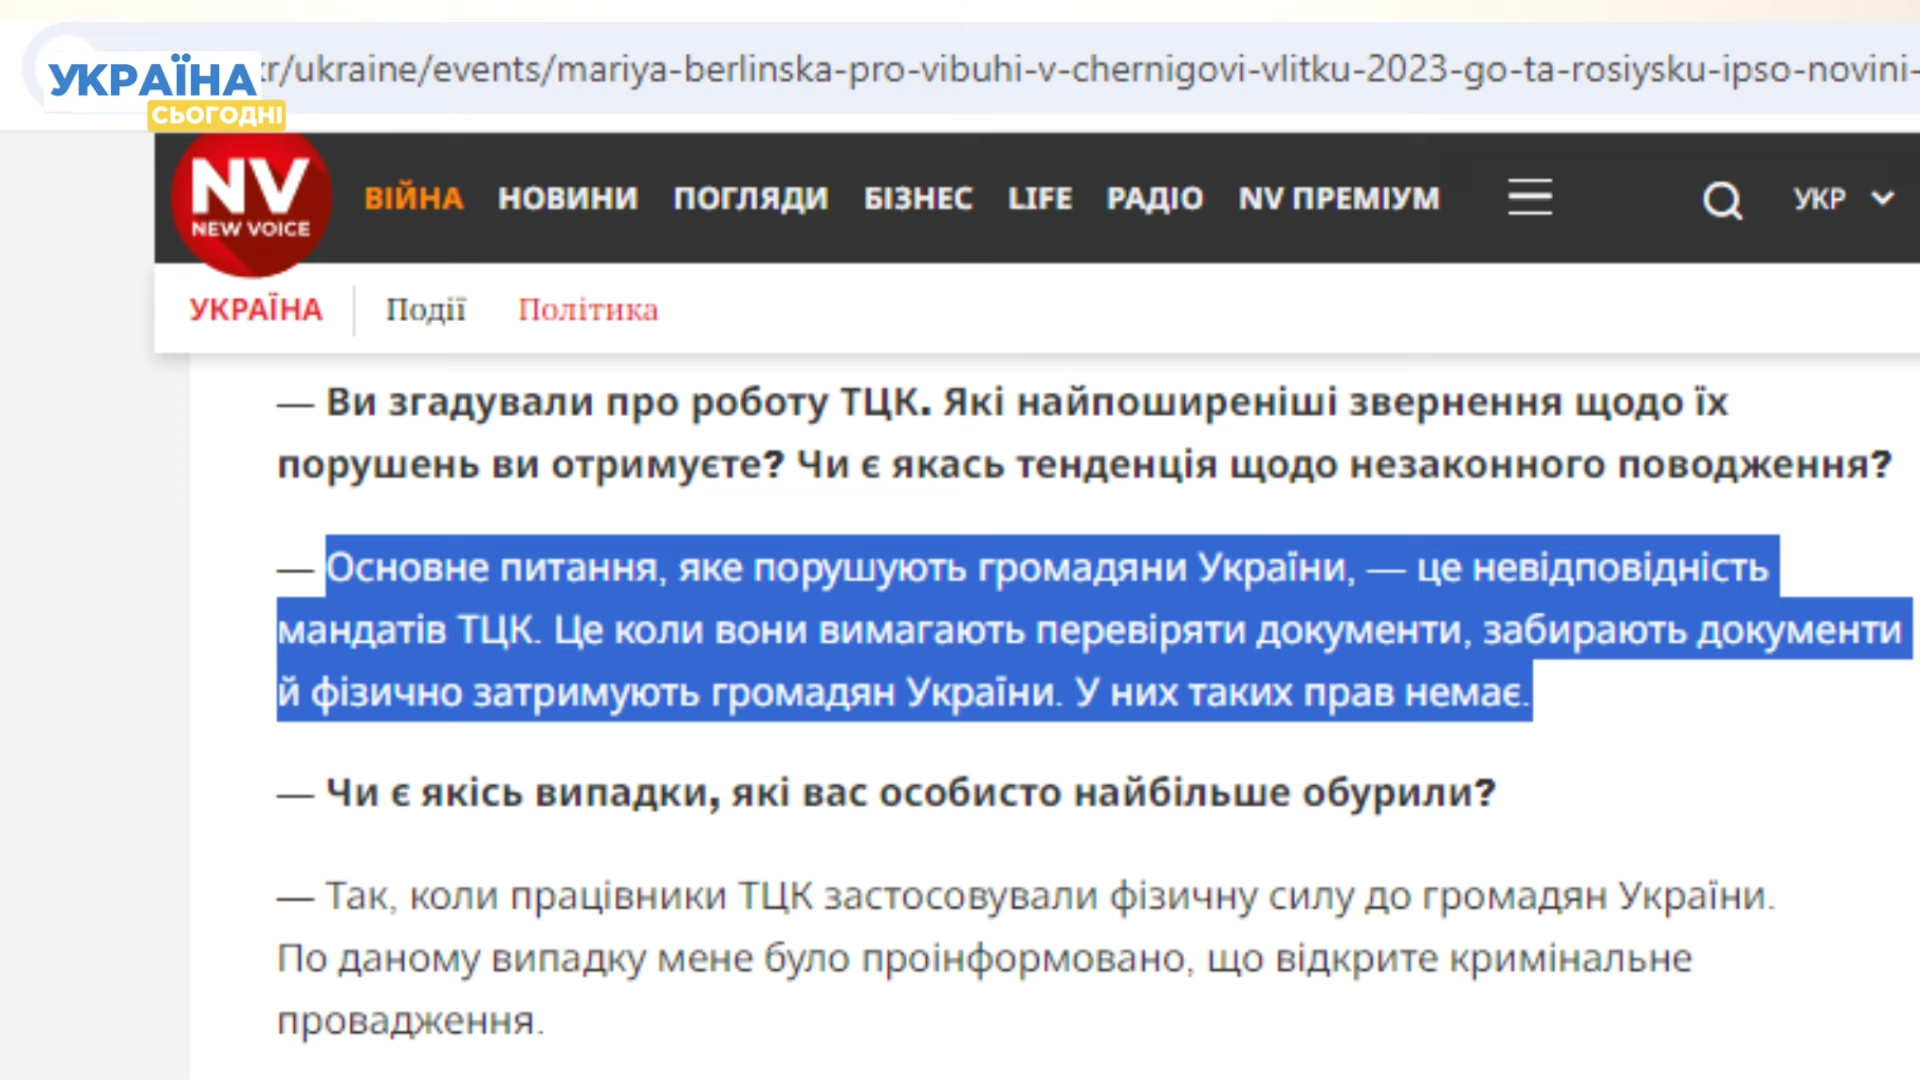 УКРАЇНА
СЬОГОДНІ
r/ukraine/events/mariya-berlinska-pro-vibuhi-v-chernigovi-vlitku-2023-go-ta-rosiysku-ipso-novini-
NV
NEW VOICE
ВІЙНА НОВИНИ ПОГЛЯДИ БІЗНЕС LIFE РАДІО NV ПРЕМІУМ УКР
УКРАЇНА Події Політика
— Ви згадували про роботу ТЦК. Які найпоширеніші звернення щодо їх
порушень ви отримуєте? Чи є якась тенденція щодо незаконного поводження?
— Основне питання, яке порушують громадяни України, — це невідповідність
мандатів ТЦК. Це коли вони вимагають перевіряти документи, забирають документи
й фізично затримують громадян України. У них таких прав немає.
— Чи є якісь випадки, які вас особисто найбільше обурили?
— Так, коли працівники ТЦК застосовували фізичну силу до громадян України.
По даному випадку мене було проінформовано, що відкрите кримінальне
провадження.